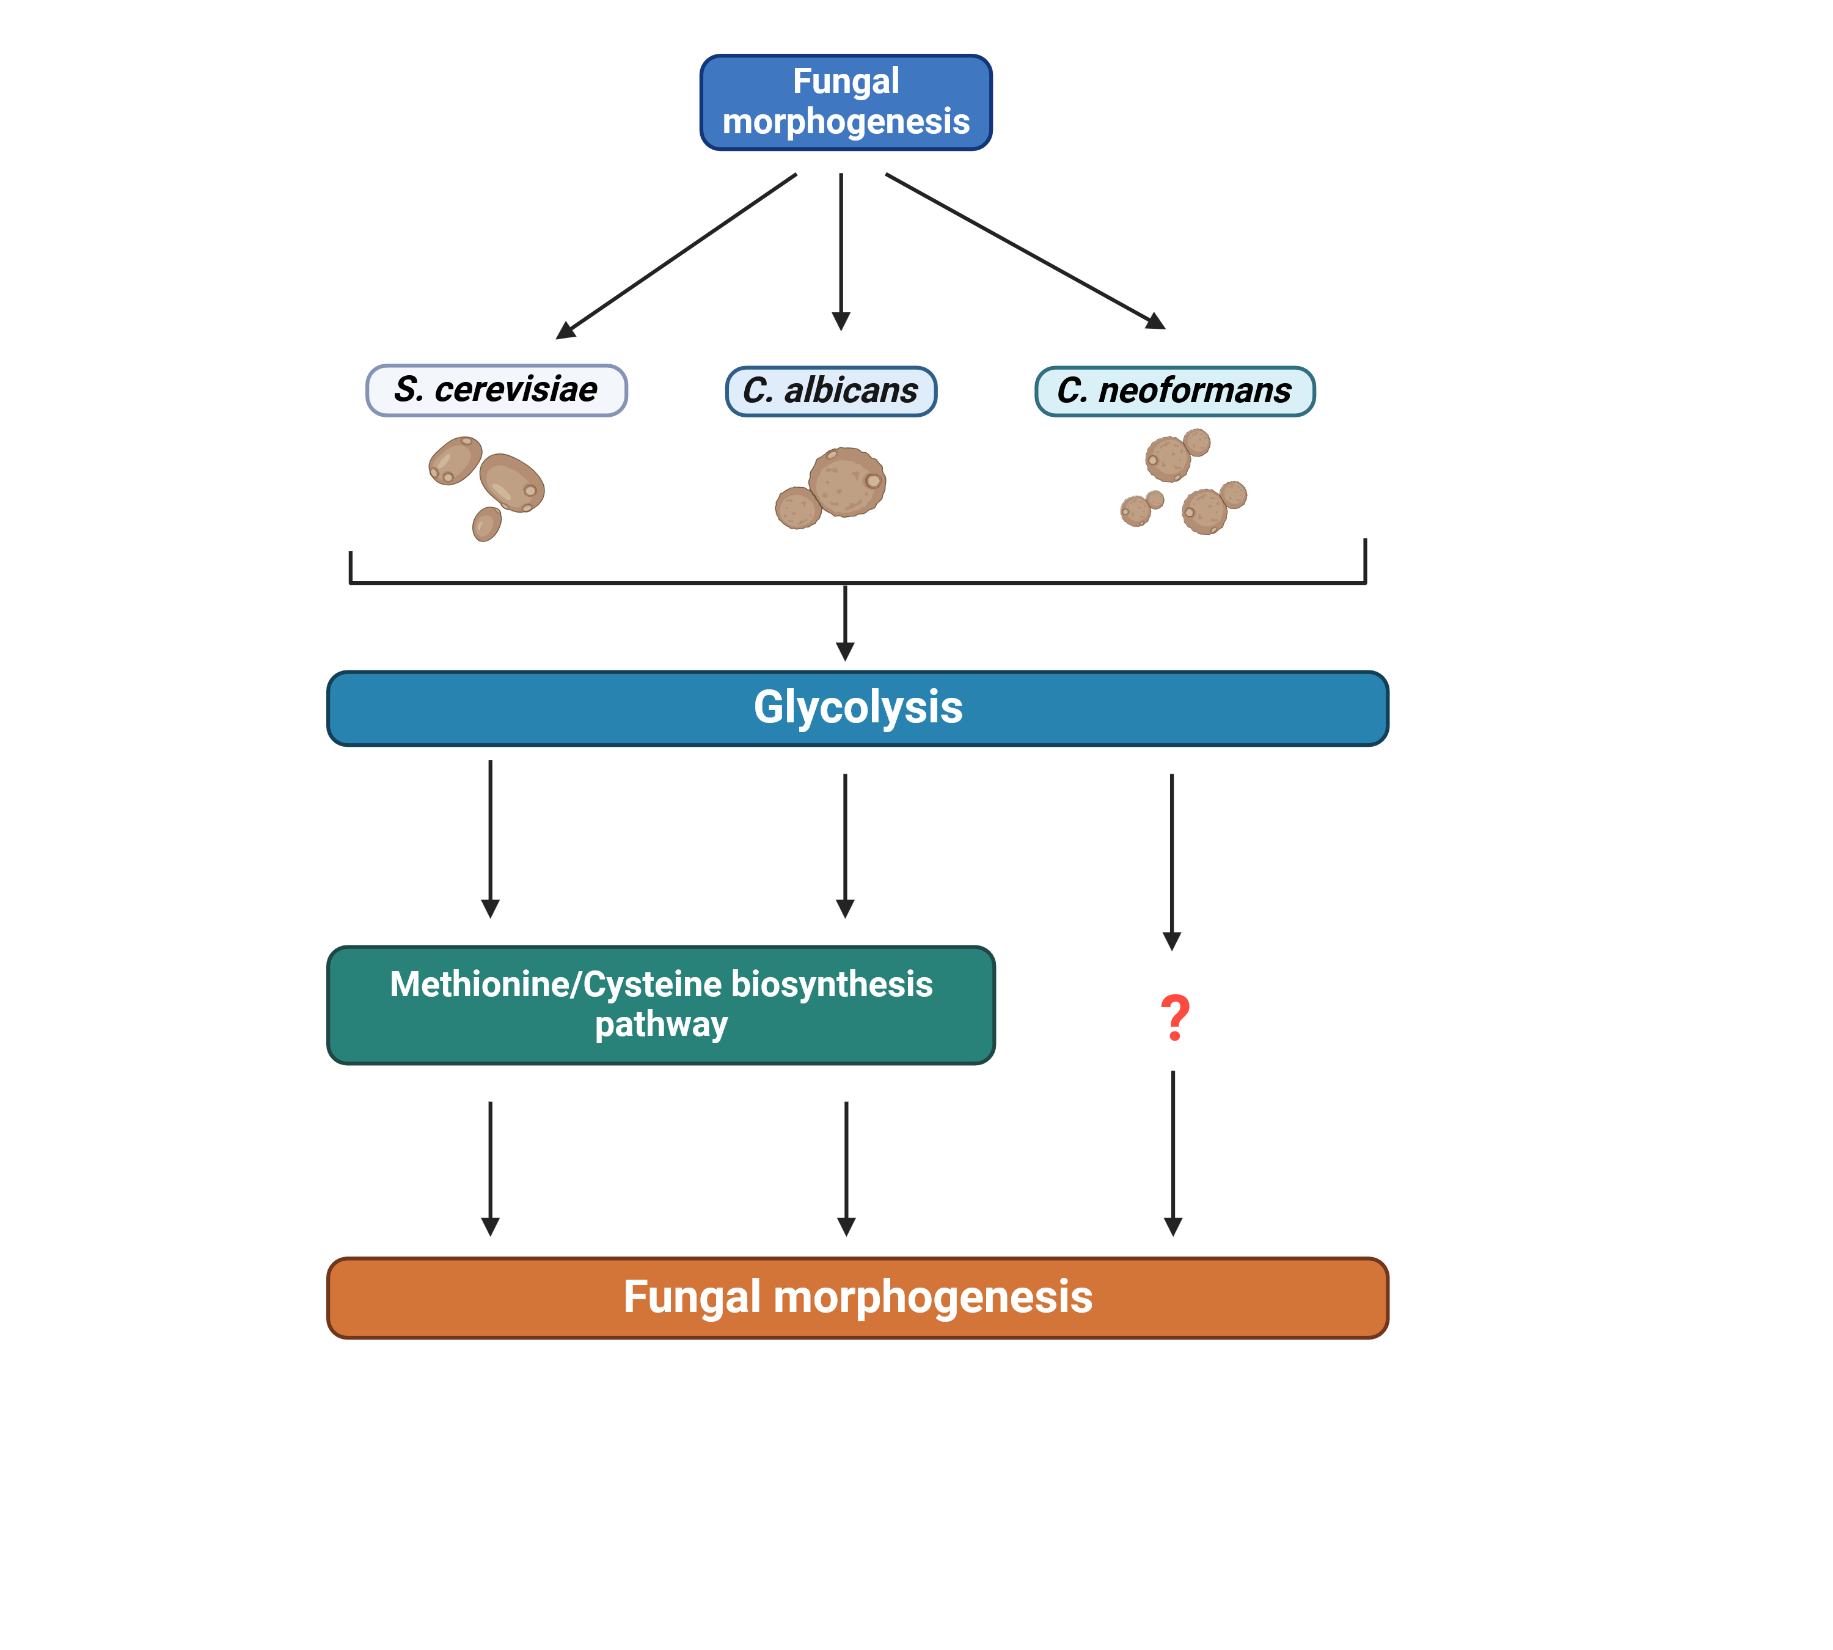 Fungal
morphogenesis
S. cerevisiae
C. albicans
C. neoformans
Glycolysis
Methionine/Cysteine biosynthesis
pathway
?
Fungal morphogenesis